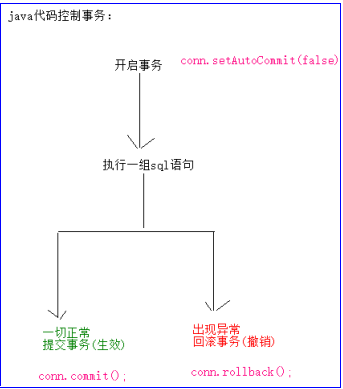 java代码控制事务:
开启事务
conn.setAutoCommit(false)
执行一组sql语句
一切正常
提交事务(生效)
conn.commit();
出现异常
回滚事务(撤销)
conn.rollback();